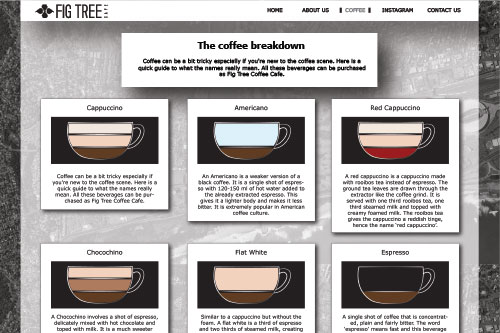 FIG TREE CAFE
HOME ABOUT US COFFEE INSTAGRAM CONTACT US
The coffee breakdown
Coffee can be a bit tricky especially if you're new to the coffee scene. Here is a
quick guide to what the names really mean. All these beverages can be purchased
as Fig Tree Coffee Cafe.
Cappuccino
Coffee can be a bit tricky especially if
you're new to the coffee scene. Here is a
quick guide to what the names really
mean. All these beverages can be pur-
chased as Fig Tree Coffee Cafe.
Americano
An Americano is a weaker version of a
black coffee. It is a single shot of espres-
so with 120-150 ml of hot water added to
the already extracted espresso. This
gives it a lighter body and makes it less
bitter. It is extremely popular in American
coffee culture.
Red Cappuccino
A red cappuccino is a cappuccino made
with rooibos tea instead of espresso. The
ground tea leaves are drawn through the
extractor like the coffee grind. It is
served with one third rooibos tea, one
third steamed milk and topped with
creamy foamed milk. The rooibos tea
gives the cappuccino a reddish tinge,
hence the name 'red cappuccino'.
Chocochino
A Chocochino involves a shot of espresso,
delicately mixed with hot chocolate and
toped with milk. It is a much sweeter
Flat White
Similar to a cappuccino but without the
foam. A flat white is a third of espresso
and two thirds of steamed milk, creating
Espresso
A single shot of coffee that is concentrat-
ed, plain and fairly bitter. The word
'espresso' means fast and this beverage